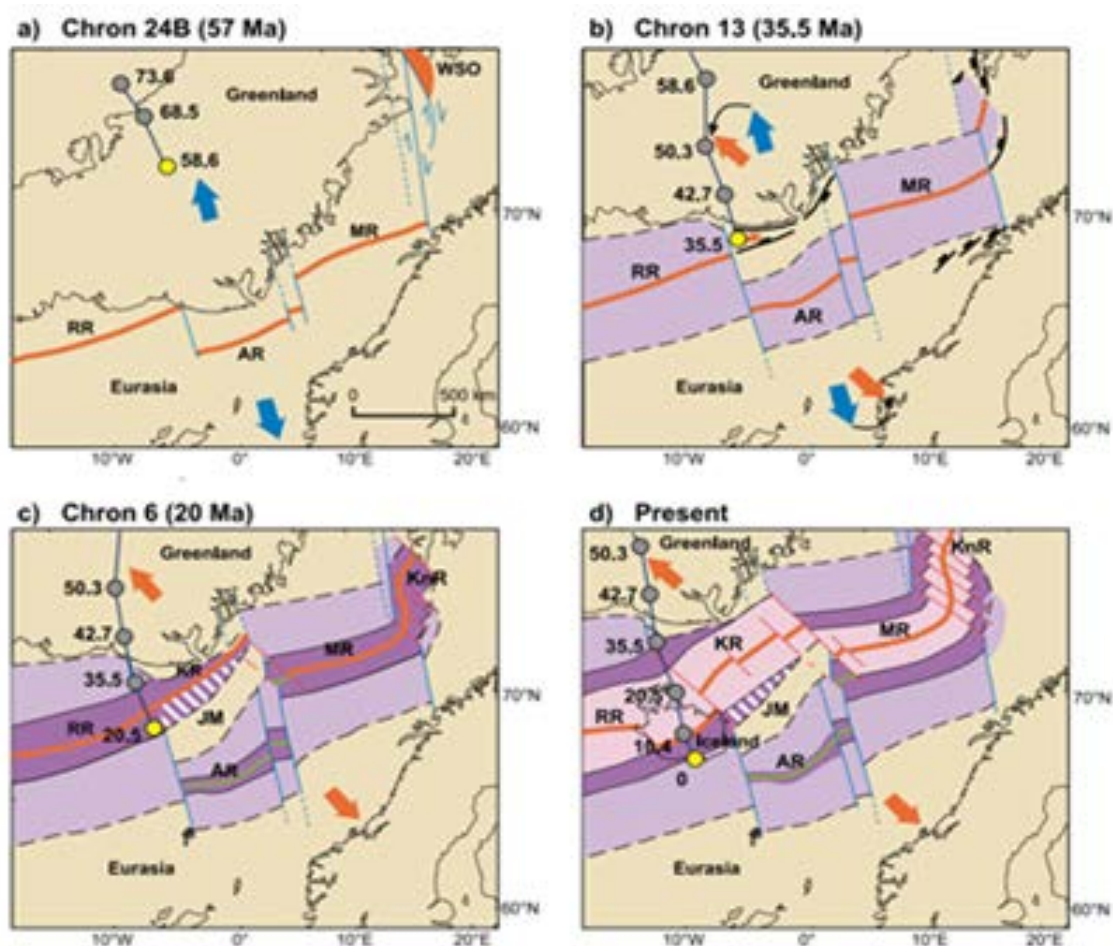 a) Chron 24B (57 Ma)
73.6
68.5
58.6
Greenland
WSO
MR
RR
AR
Eurasia
0 500 km
70°N
60°N
10°W 0° 10°E 20°E
b) Chron 13 (35.5 Ma)
58.6
50.3
42.7
35.5
Greenland
MR
RR
AR
Eurasia
70°N
60°N
10°W 0° 10°E 20°E
c) Chron 6 (20 Ma)
Greenland
50.3
42.7
35.5
20.5
KnR
KR
MR
RR
JM
AR
Eurasia
70°N
60°N
10°W 0° 10°E 20°E
d) Present
50.3
Greenland
42.7
35.5
20.5
10.4
0
KnR
KR
MR
RR
JM
Iceland
AR
Eurasia
70°N
60°N
10°W 0° 10°E 20°E